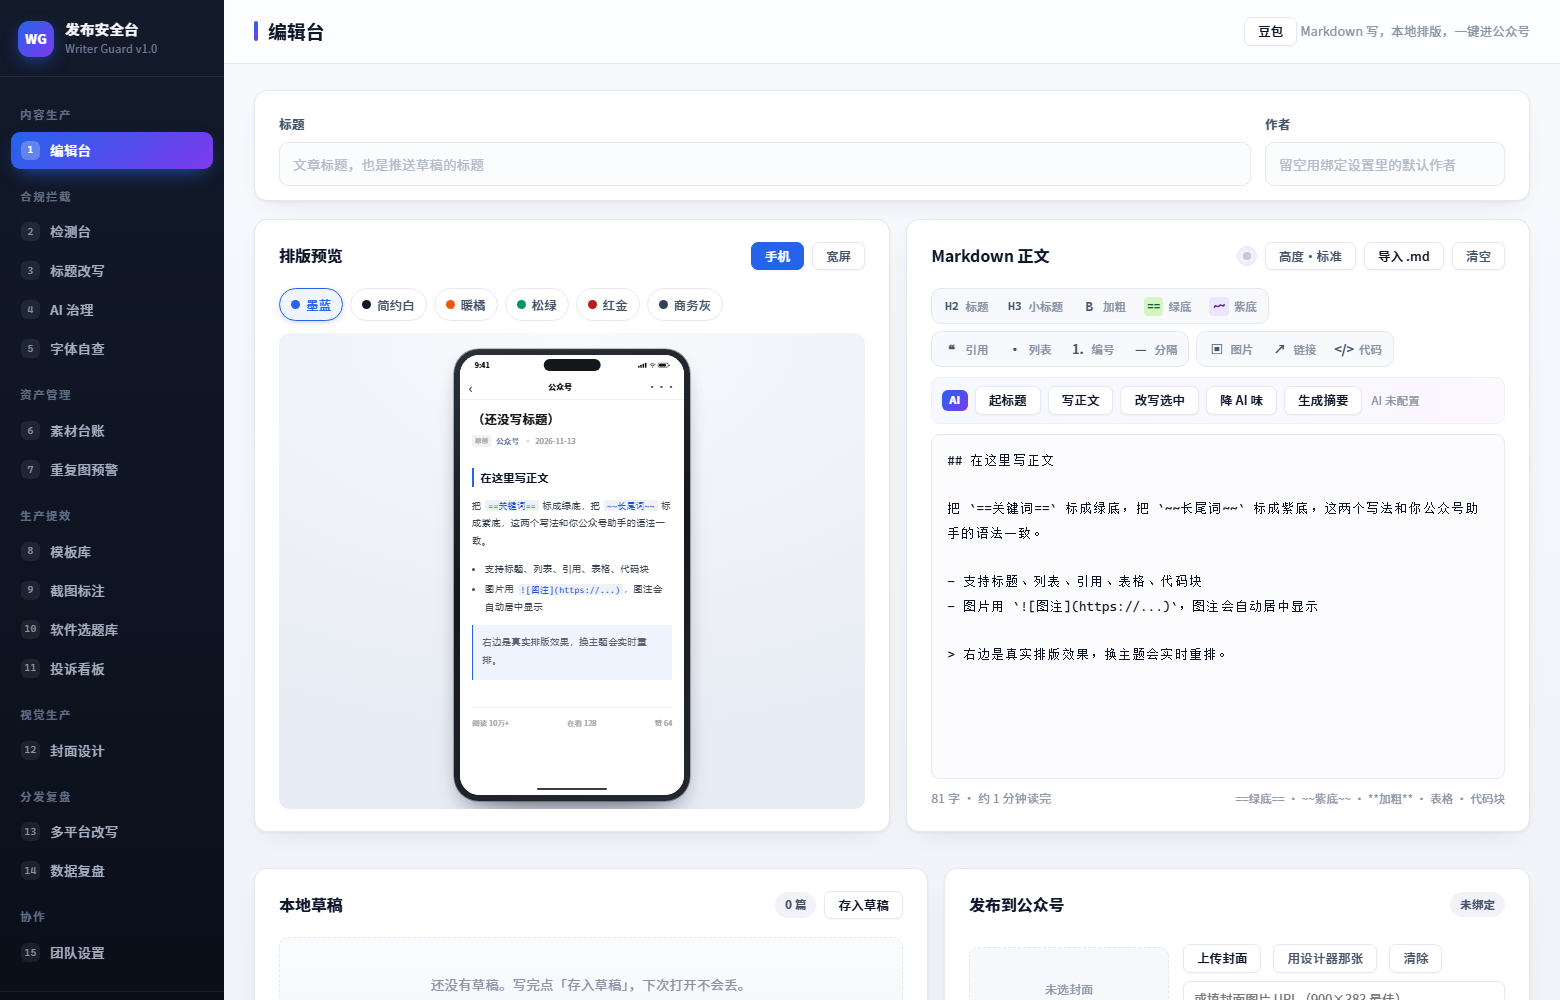 WG
发布安全台
Writer Guard v1.0
内容生产
1 编辑台
合规拦截
2 检测台
3 标题改写
4 AI 治理
5 字体自查
资产管理
6 素材台账
7 重复图预警
生产提效
8 模板库
9 截图标注
10 软件选题库
11 投诉看板
视觉生产
12 封面设计
分发复盘
13 多平台改写
14 数据复盘
协作
15 团队设置
编辑台
豆包 Markdown 写，本地排版，一键进公众号
标题
文章标题，也是推送草稿的标题
作者
留空用绑定设置里的默认作者
排版预览
手机 宽屏
墨蓝 简约白 暖橘 松绿 红金 商务灰
9:41
公众号
（还没写标题）
公众号 · 2026-11-13
在这里写正文
把 ==关键词== 标成绿底，把 ~~长尾词~~ 标
成紫底，这两个写法和你公众号助手的语法一
致。
• 支持标题、列表、引用、表格、代码块
• 图片用 ![图注](https://...)，图注会
自动居中显示
右边是真实排版效果，换主题会实时重
排。
阅读 10万+ 在看 128 赞 64
Markdown 正文
高度・标准 导入 .md 清空
H2 标题 H3 小标题 B 加粗 == 绿底 ~~ 紫底
❝ 引用 • 列表 1. 编号 — 分隔 ▣ 图片 ↗ 链接 </> 代码
AI 起标题 写正文 改写选中 降 AI 味 生成摘要 AI 未配置
## 在这里写正文
把 `==关键词==` 标成绿底，把 `~~长尾词~~` 标成紫底，这两个写法和你公众号助
手的语法一致。
- 支持标题、列表、引用、表格、代码块
- 图片用 `![图注](https://...)`，图注会自动居中显示
> 右边是真实排版效果，换主题会实时重排。
81 字 · 约 1 分钟读完
==绿底== · ~~紫底~~ · **加粗** · 表格 · 代码块
本地草稿
0 篇 存入草稿
还没有草稿。写完点「存入草稿」，下次打开不会丢。
发布到公众号
未绑定
未选封面
上传封面 用设计器那张 清除
或填封面图片 URL（900×383 最佳）